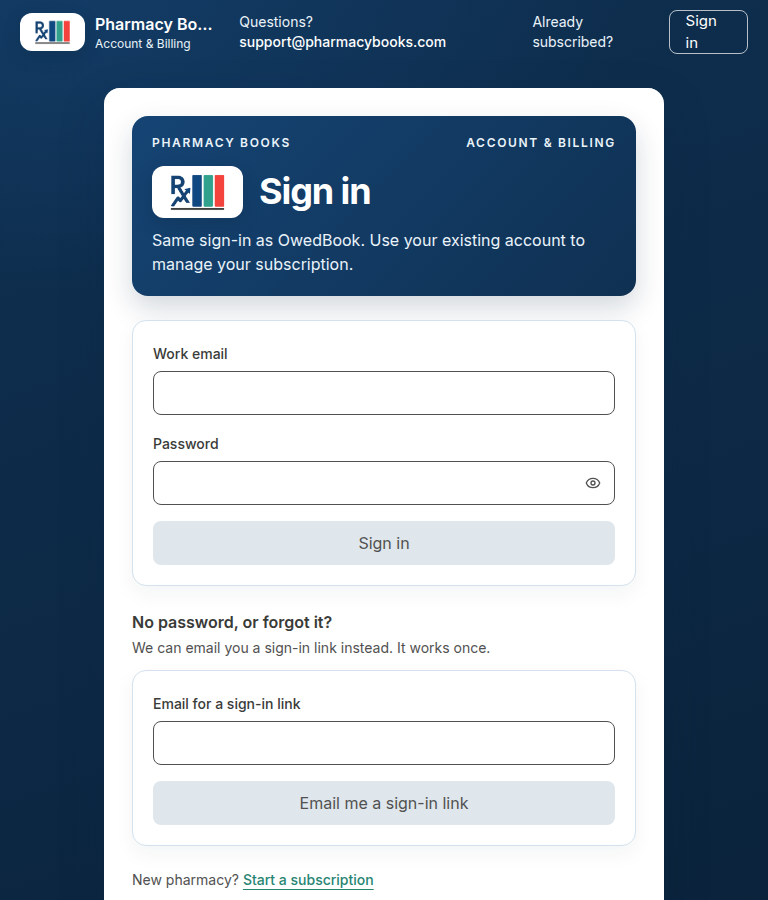 Pharmacy Bo...
Account & Billing
Questions?
support@pharmacybooks.com
Already
subscribed?
Sign
in
PHARMACY BOOKS
ACCOUNT & BILLING
Sign in
Same sign-in as OwedBook. Use your existing account to
manage your subscription.
Work email
Password
Sign in
No password, or forgot it?
We can email you a sign-in link instead. It works once.
Email for a sign-in link
Email me a sign-in link
New pharmacy? Start a subscription